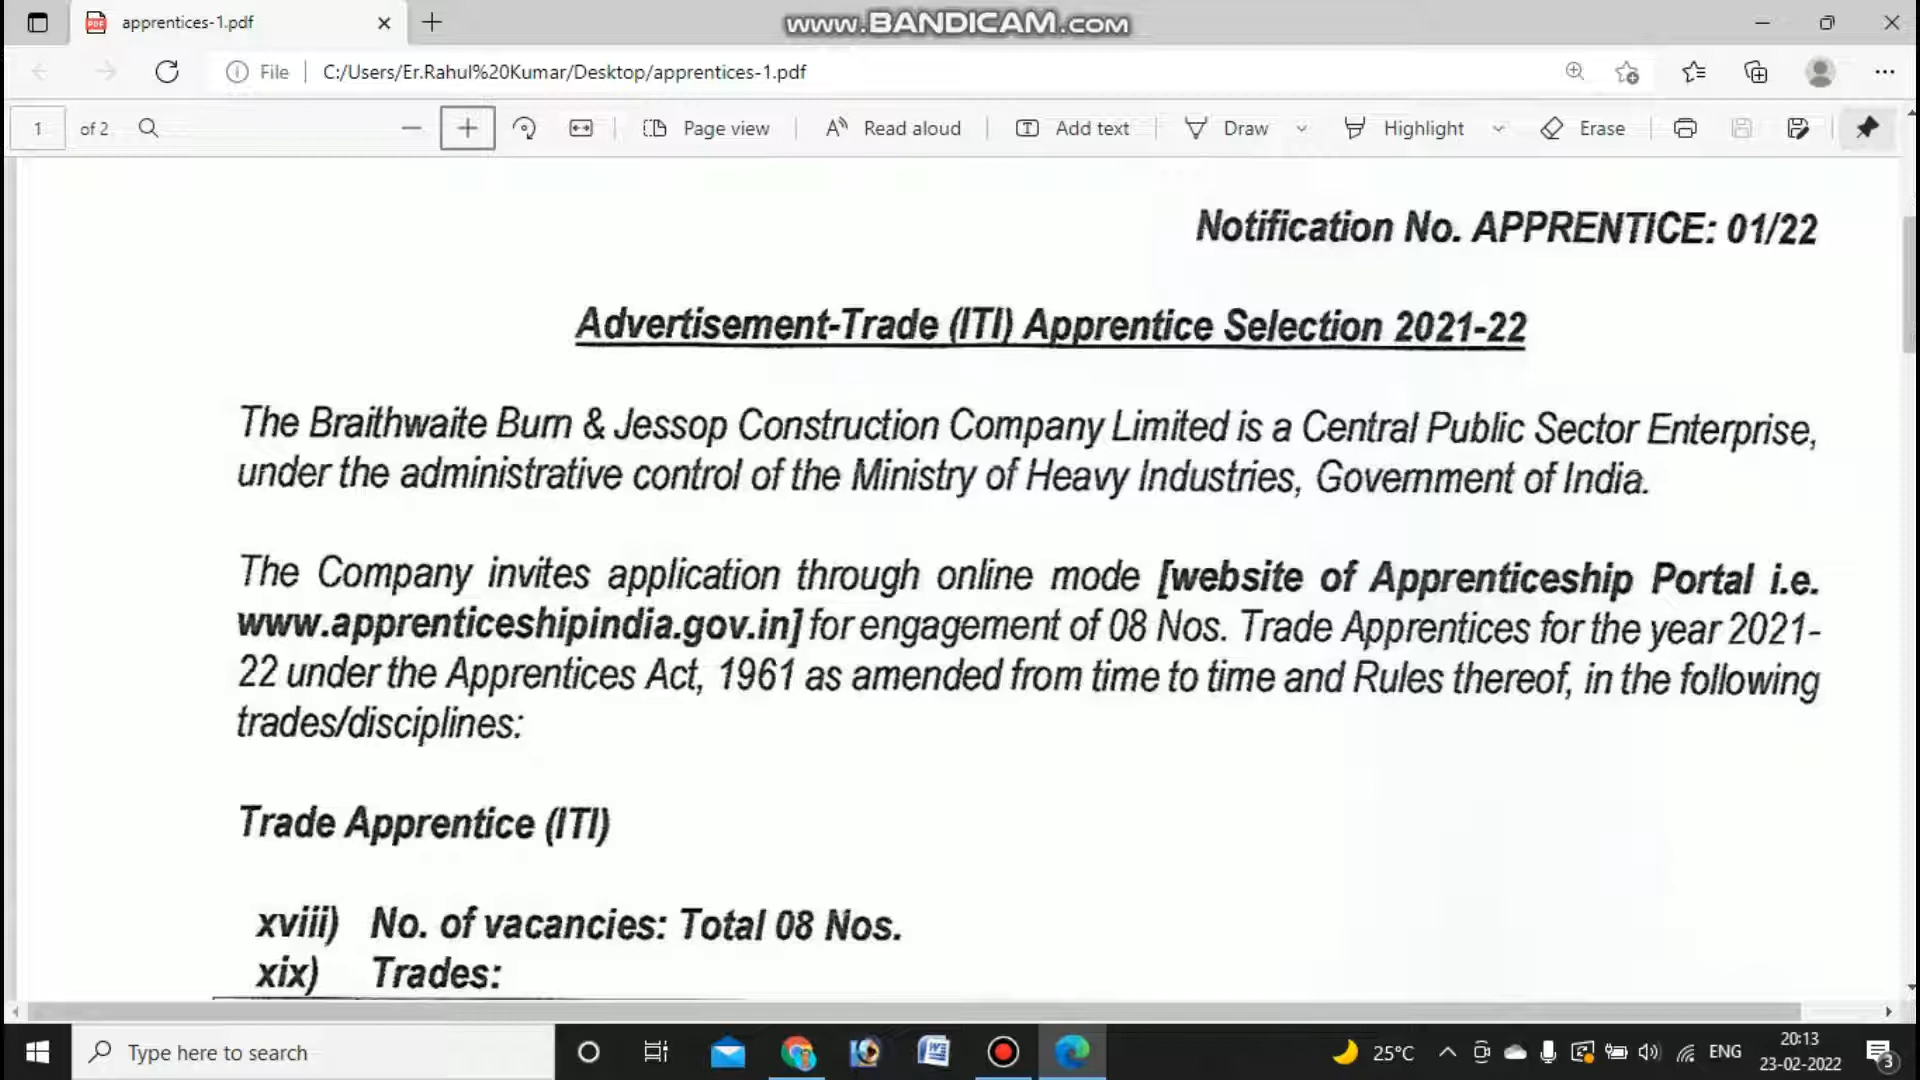 apprentices-1.pdf
www.BANDICAM.com
File
C:/Users/Er.Rahul%20Kumar/Desktop/apprentices-1.pdf
1 of 2
Page view
Read aloud
Add text
Draw
Highlight
Erase
Notification No. APPRENTICE: 01/22
Advertisement-Trade (ITI) Apprentice Selection 2021-22
The Braithwaite Burn & Jessop Construction Company Limited is a Central Public Sector Enterprise,
under the administrative control of the Ministry of Heavy Industries, Government of India.
The Company invites application through online mode [website of Apprenticeship Portal i.e.
www.apprenticeshipindia.gov.in] for engagement of 08 Nos. Trade Apprentices for the year 2021-
22 under the Apprentices Act, 1961 as amended from time to time and Rules thereof, in the following
trades/disciplines:
Trade Apprentice (ITI)
xviii) No. of vacancies: Total 08 Nos.
xix) Trades:
Type here to search
25°C
ENG
20:13
23-02-2022
3